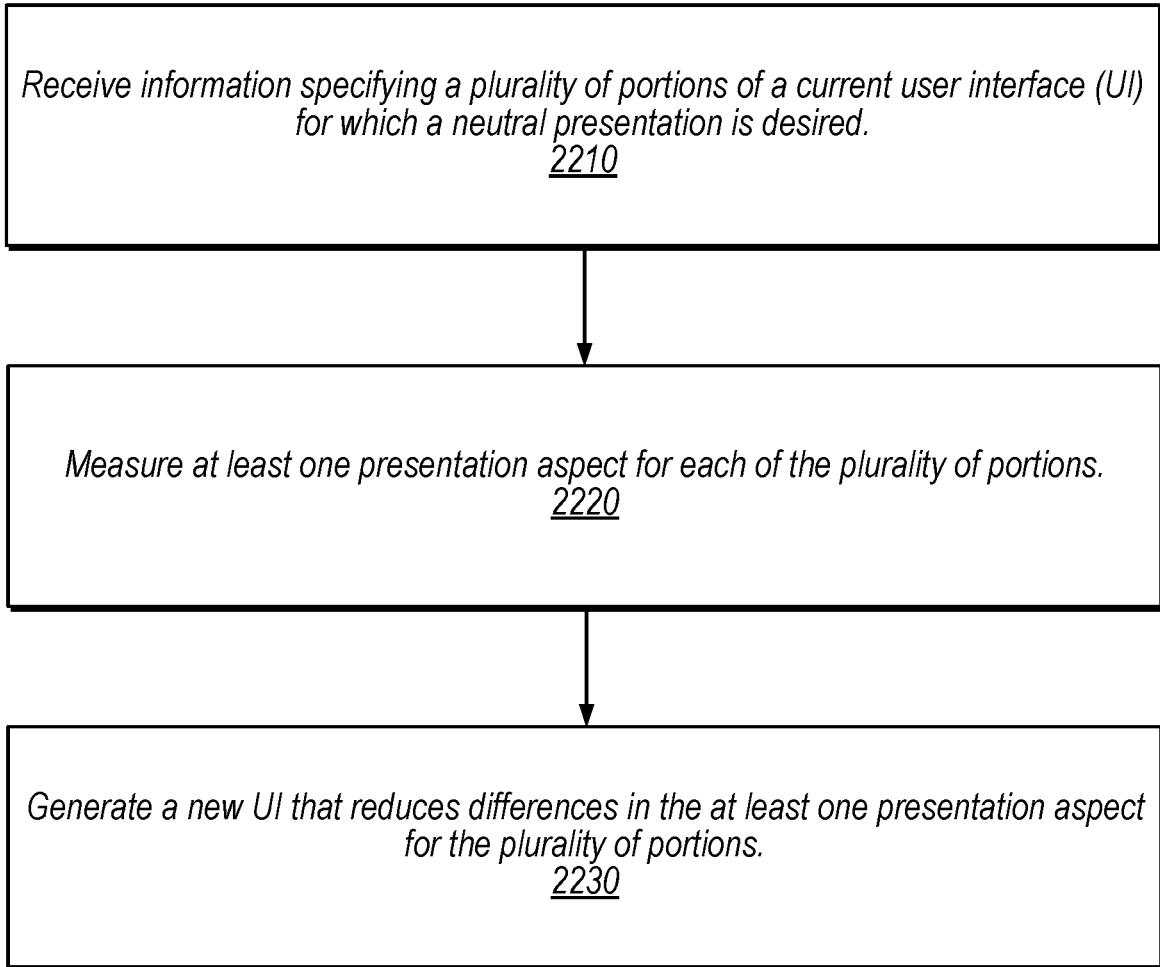 Receive information specifying a plurality of portions of a current user interface (UI)
for which a neutral presentation is desired.
2210
Measure at least one presentation aspect for each of the plurality of portions.
2220
Generate a new UI that reduces differences in the at least one presentation aspect
for the plurality of portions.
2230